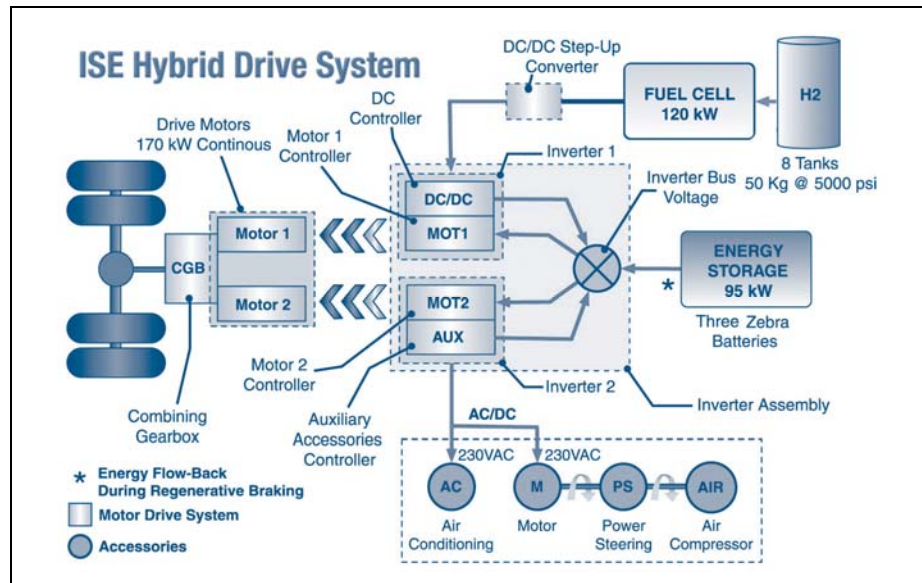 ISE Hybrid Drive System
DC/DC Step-Up
Converter
FUEL CELL
120 kW
H2
8 Tanks
50 Kg @ 5000 psi
DC
Controller
Motor 1
Controller
Drive Motors
170 kW Continous
Inverter 1
Inverter Bus
Voltage
DC/DC
MOT1
Motor 1
CGB
Motor 2
MOT2
AUX
ENERGY
STORAGE
95 kW
*
Three Zebra
Batteries
Motor 2
Controller
Inverter 2
Inverter Assembly
Combining
Gearbox
Auxiliary
Accessories
Controller
AC/DC
230VAC
230VAC
AC
M
PS
AIR
Air
Conditioning
Motor
Power
Steering
Air
Compressor
* Energy Flow-Back
During Regenerative Braking
Motor Drive System
Accessories